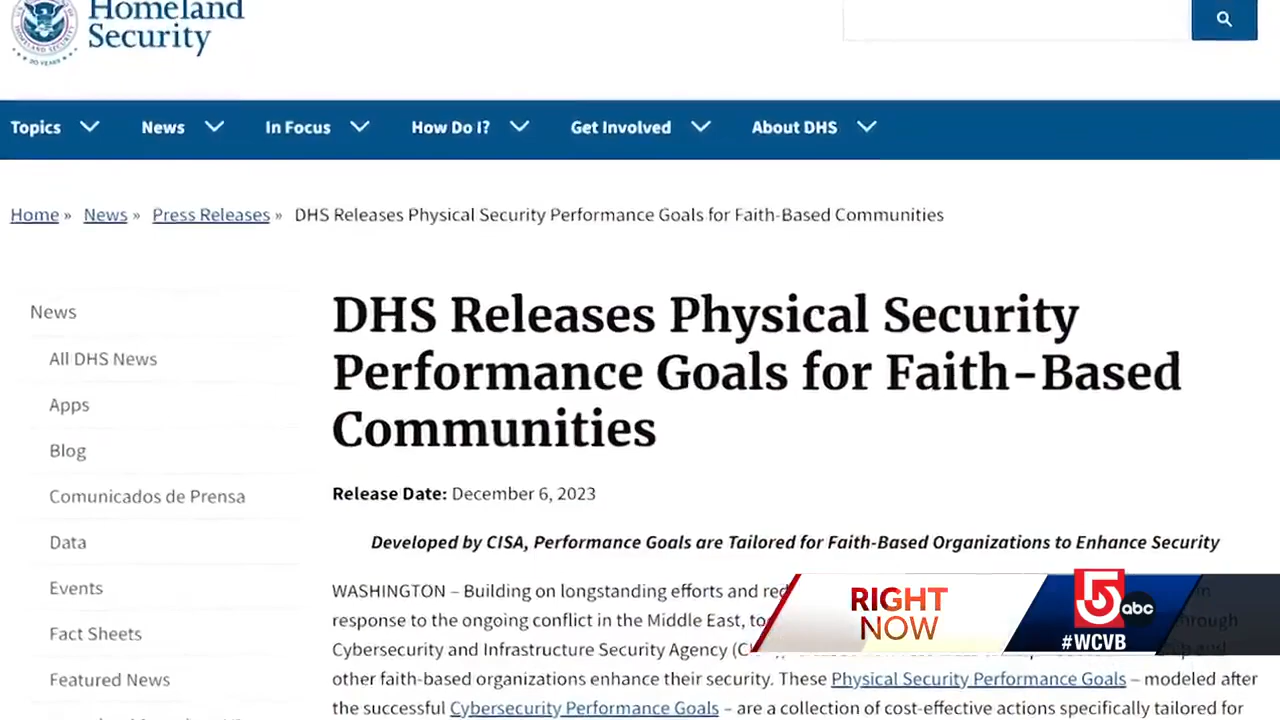 Homeland
Security
20 YEARS
Topics News In Focus How Do I? Get Involved About DHS
Home » News » Press Releases » DHS Releases Physical Security Performance Goals for Faith-Based Communities
News
All DHS News
Apps
Blog
Comunicados de Prensa
Data
Events
Fact Sheets
Featured News
DHS Releases Physical Security
Performance Goals for Faith-Based
Communities
Release Date: December 6, 2023
Developed by CISA, Performance Goals are Tailored for Faith-Based Organizations to Enhance Security
WASHINGTON – Building on longstanding efforts and
response to the ongoing conflict in the Middle East,
Cybersecurity and Infrastructure Security Agency
other faith-based organizations enhance their security. These Physical Security Performance Goals – modeled after
the successful Cybersecurity Performance Goals – are a collection of cost-effective actions specifically tailored for
RIGHT
NOW
5 abc
#WCVB